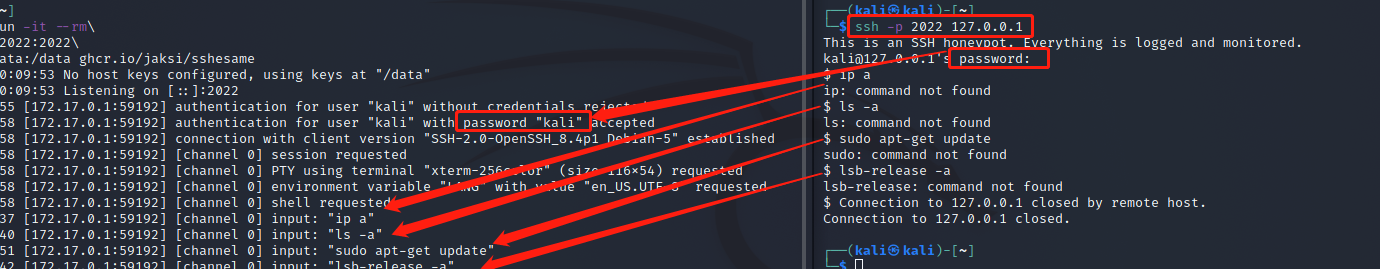 ~]
un -it --rm\
2022:2022\
ata:/data ghcr.io/jaksi/sshesame
0:09:53 No host keys configured, using keys at "/data"
0:09:53 Listening on [::]:2022
55 [172.17.0.1:59192] authentication for user "kali" without credentials rejected
58 [172.17.0.1:59192] authentication for user "kali" with password "kali" accepted
58 [172.17.0.1:59192] connection with client version "SSH-2.0-OpenSSH_8.4p1 Debian-5" established
58 [172.17.0.1:59192] [channel 0] session requested
58 [172.17.0.1:59192] [channel 0] PTY using terminal "xterm-256color" (size 116×54) requested
58 [172.17.0.1:59192] [channel 0] environment variable "LANG" with value "en_US.UTF-8" requested
58 [172.17.0.1:59192] [channel 0] shell requested
37 [172.17.0.1:59192] [channel 0] input: "ip a"
40 [172.17.0.1:59192] [channel 0] input: "ls -a"
51 [172.17.0.1:59192] [channel 0] input: "sudo apt-get update"
42 [172.17.0.1:59192] [channel 0] input: "lsb-release -a"
┌──(kali㉿kali)-[~]
└─$ ssh -p 2022 127.0.0.1
This is an SSH honeypot. Everything is logged and monitored.
kali@127.0.0.1's password:
$ ip a
ip: command not found
$ ls -a
ls: command not found
$ sudo apt-get update
sudo: command not found
$ lsb-release -a
lsb-release: command not found
$ Connection to 127.0.0.1 closed by remote host.
Connection to 127.0.0.1 closed.
┌──(kali㉿kali)-[~]
└─$